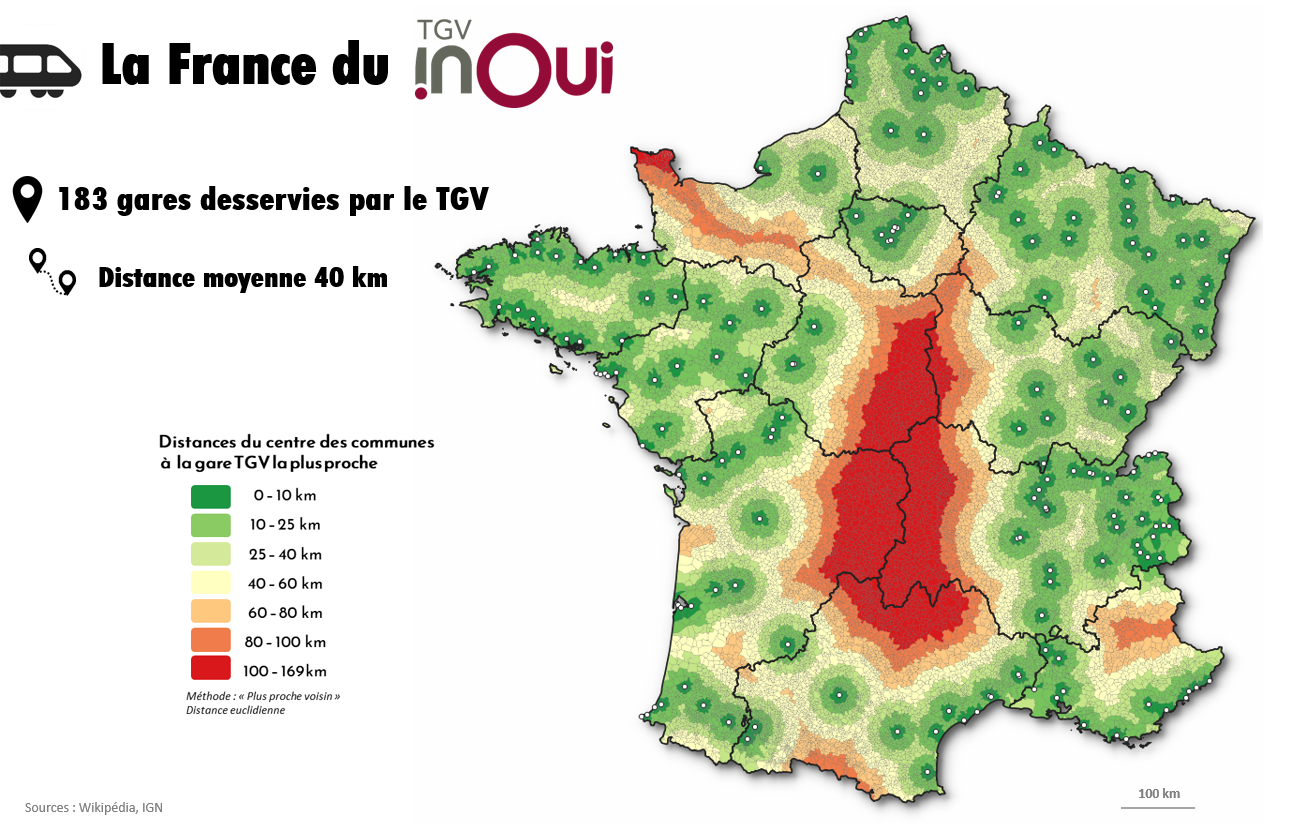 La France du
TGV
inOui
183 gares desservies par le TGV
Distance moyenne 40 km
Distances du centre des communes
à la gare TGV la plus proche
0 - 10 km
10 - 25 km
25 - 40 km
40 - 60 km
60 - 80 km
80 - 100 km
100 - 169 km
Méthode : « Plus proche voisin »
Distance euclidienne
Sources : Wikipédia, IGN
100 km